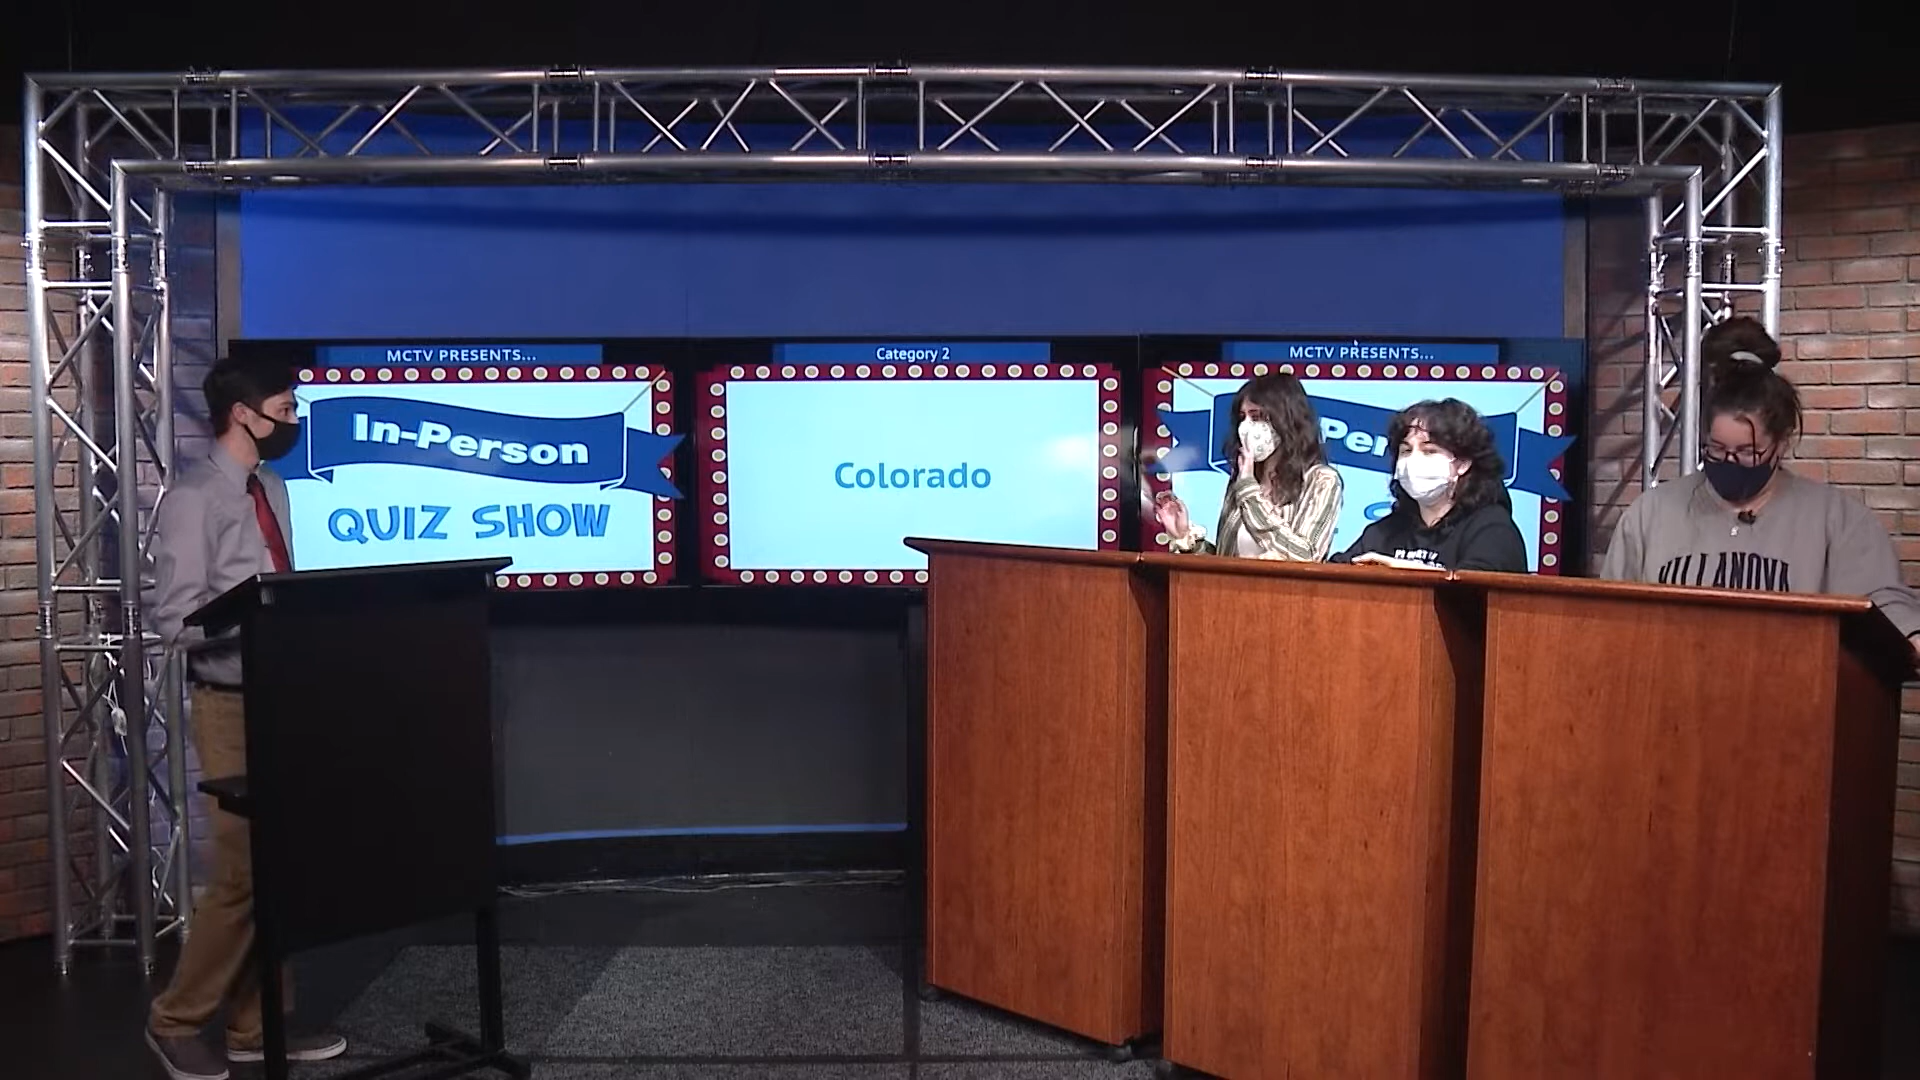 MCTV PRESENTS...
In-Person
QUIZ SHOW
Category 2
Colorado
MCTV PRESENTS...
VILLANOVA